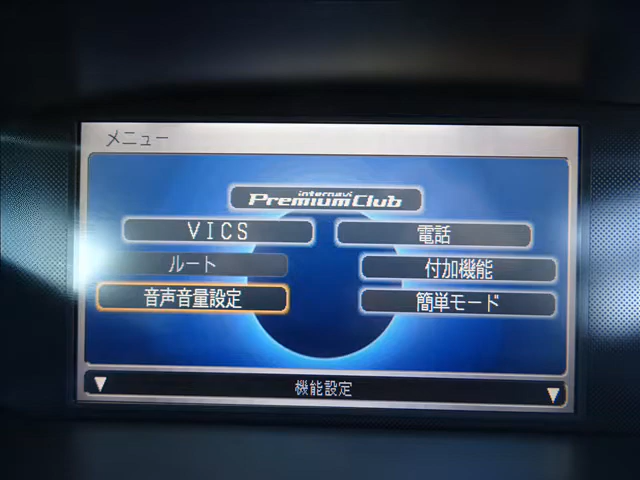 メニュー
internavi
Premium Club
VICS
電話
ルート
付加機能
音声音量設定
簡単モード
▼ 機能設定 ▼